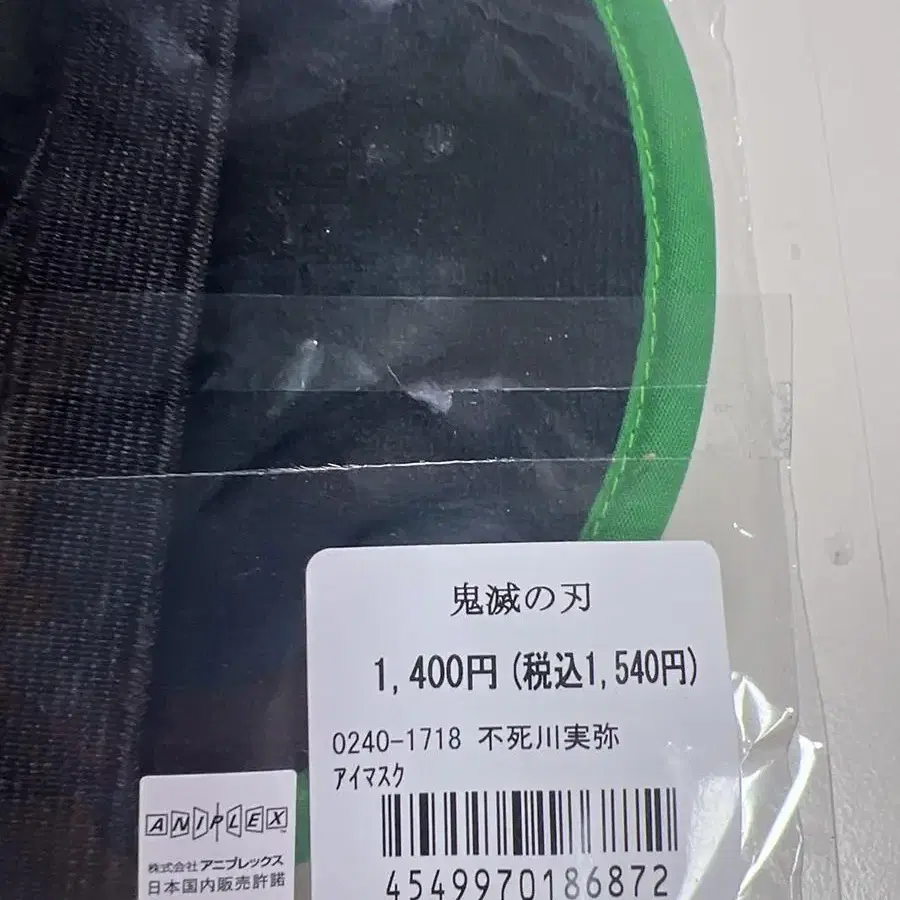 鬼滅の刃
1,400円(税込1,540円)
0240-1718 不死川実弥
ｱｲﾏｽｸ
4549970186872
ANIPLEX
株式会社アニプレックス
日本国内販売許諾